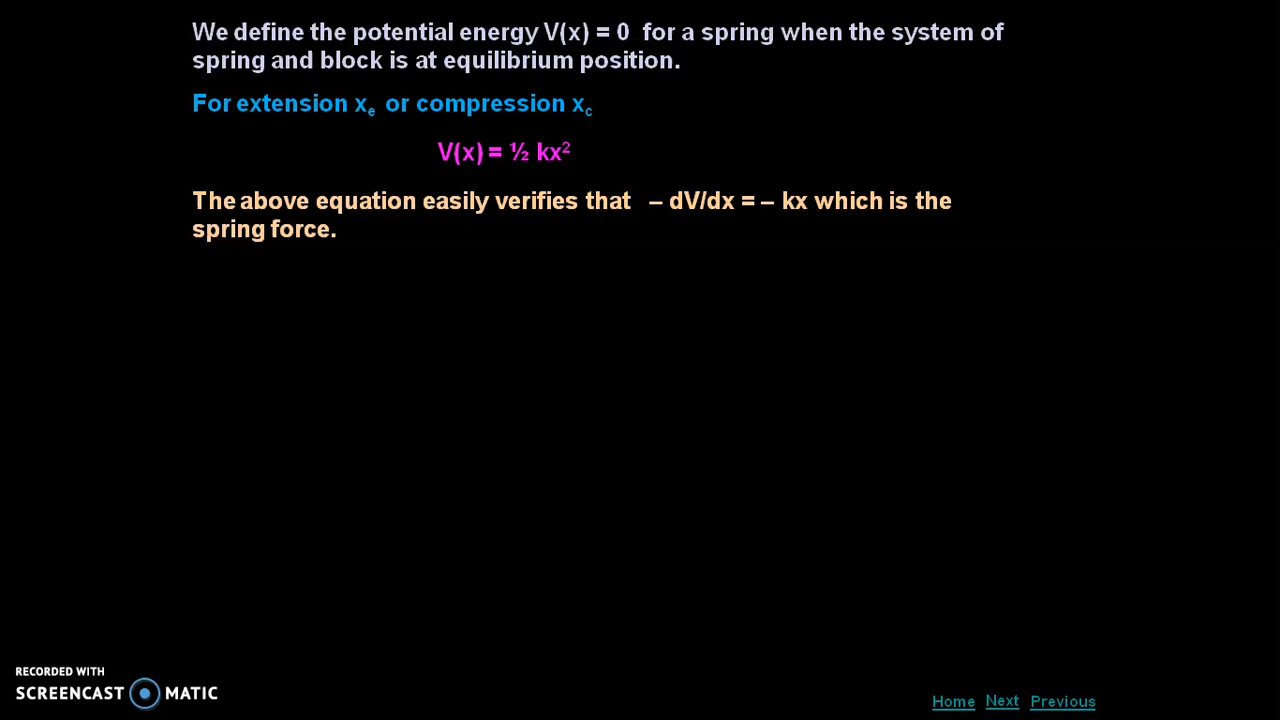 We define the potential energy V(x) = 0 for a spring when the system of
spring and block is at equilibrium position.
For extension xₑ or compression x꜀
V(x) = ½ kx²
The above equation easily verifies that – dV/dx = – kx which is the
spring force.
RECORDED WITH
SCREENCAST MATIC
Home Next Previous